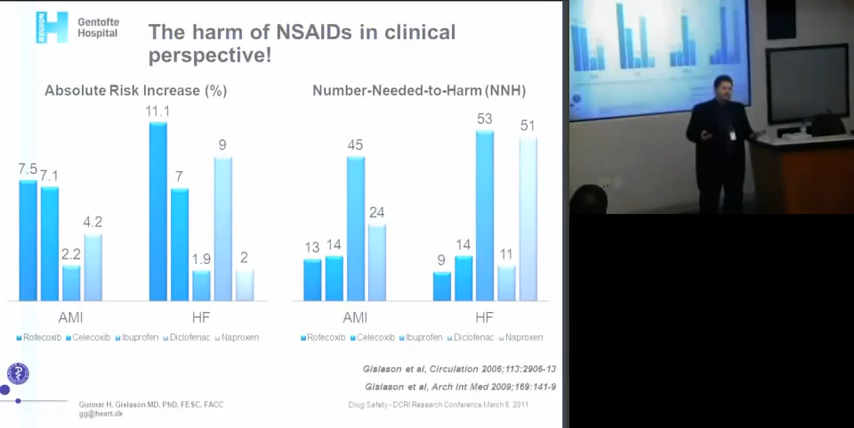 REGION
H
Gentofte
Hospital
The harm of NSAIDs in clinical
perspective!
Absolute Risk Increase (%)
7.5
7.1
2.2
4.2
11.1
7
1.9
9
2
AMI
HF
Rofecoxib
Celecoxib
Ibuprofen
Diclofenac
Naproxen
Number-Needed-to-Harm (NNH)
13
14
45
24
9
14
53
11
51
AMI
HF
Rofecoxib
Celecoxib
Ibuprofen
Diclofenac
Naproxen
Gislason et al, Circulation 2006;113:2906-13
Gislason et al, Arch Int Med 2009;169:141-9
Gunnar H. Gislason MD, PhD, FESC, FACC
gg@heart.dk
Drug Safety - DCRI Research Conference March 8, 2011